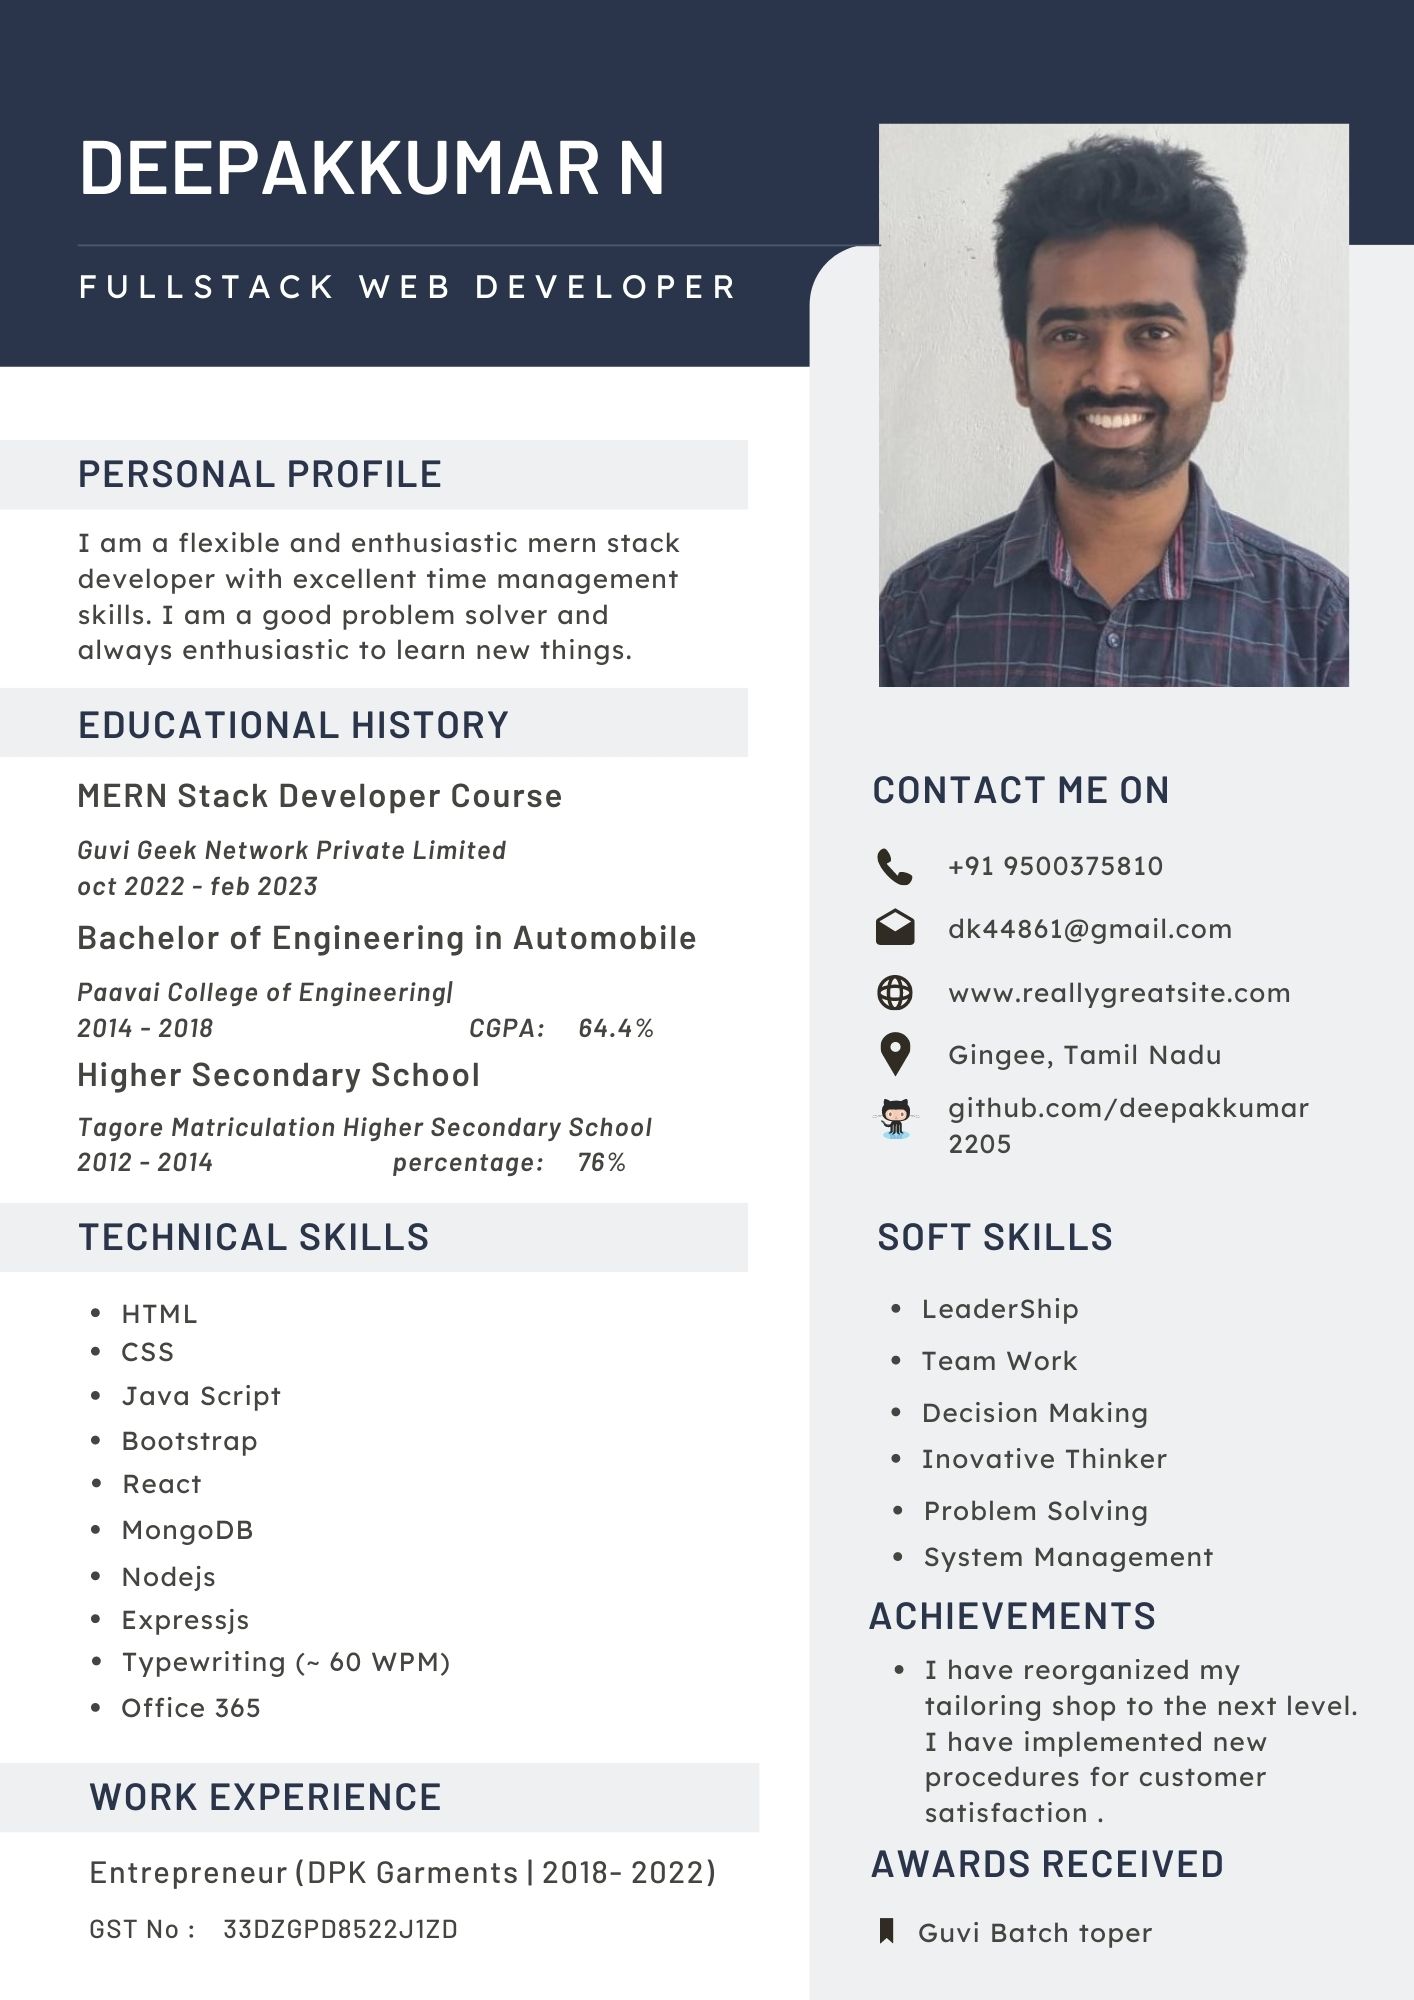 DEEPAKKUMAR N
FULLSTACK WEB DEVELOPER
PERSONAL PROFILE
I am a flexible and enthusiastic mern stack
developer with excellent time management
skills. I am a good problem solver and
always enthusiastic to learn new things.
EDUCATIONAL HISTORY
MERN Stack Developer Course
Guvi Geek Network Private Limited
oct 2022 - feb 2023
Bachelor of Engineering in Automobile
Paavai College of Engineering|
2014 - 2018 CGPA: 64.4%
Higher Secondary School
Tagore Matriculation Higher Secondary School
2012 - 2014 percentage: 76%
TECHNICAL SKILLS
• HTML
• CSS
• Java Script
• Bootstrap
• React
• MongoDB
• Nodejs
• Expressjs
• Typewriting (~ 60 WPM)
• Office 365
WORK EXPERIENCE
Entrepreneur (DPK Garments | 2018- 2022)
GST No : 33DZGPD8522J1ZD
CONTACT ME ON
+91 9500375810
dk44861@gmail.com
www.reallygreatsite.com
Gingee, Tamil Nadu
github.com/deepakkumar
2205
SOFT SKILLS
• LeaderShip
• Team Work
• Decision Making
• Inovative Thinker
• Problem Solving
• System Management
ACHIEVEMENTS
• I have reorganized my
tailoring shop to the next level.
I have implemented new
procedures for customer
satisfaction .
AWARDS RECEIVED
Guvi Batch toper